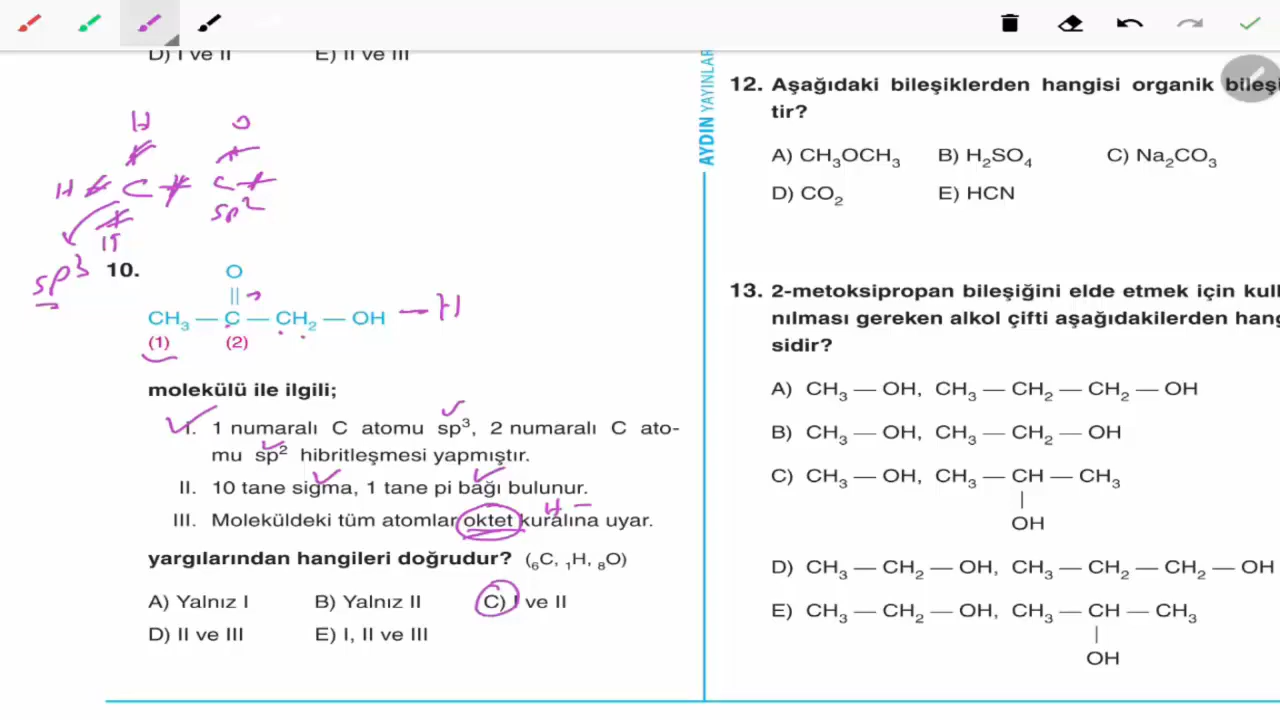 D) I ve II E) II ve III
H O
H C C
H sp2
sp3
10.
O
||
CH₃ — C — CH₂ — OH — H
(1) (2)
molekülü ile ilgili;
I. 1 numaralı C atomu sp³, 2 numaralı C ato-
mu sp² hibritleşmesi yapmıştır.
II. 10 tane sigma, 1 tane pi bağı bulunur.
H –
III. Moleküldeki tüm atomlar oktet kuralına uyar.
yargılarından hangileri doğrudur? (₆C, ₁H, ₈O)
A) Yalnız I B) Yalnız II C) I ve II
D) II ve III E) I, II ve III
AYDIN YAYINLAR
12. Aşağıdaki bileşiklerden hangisi organik bileşi
tir?
A) CH₃OCH₃ B) H₂SO₄ C) Na₂CO₃
D) CO₂ E) HCN
13. 2-metoksipropan bileşiğini elde etmek için kull
nılması gereken alkol çifti aşağıdakilerden hang
sidir?
A) CH₃ — OH, CH₃ — CH₂ — CH₂ — OH
B) CH₃ — OH, CH₃ — CH₂ — OH
C) CH₃ — OH, CH₃ — CH — CH₃
|
OH
D) CH₃ — CH₂ — OH, CH₃ — CH₂ — CH₂ — OH
E) CH₃ — CH₂ — OH, CH₃ — CH — CH₃
|
OH